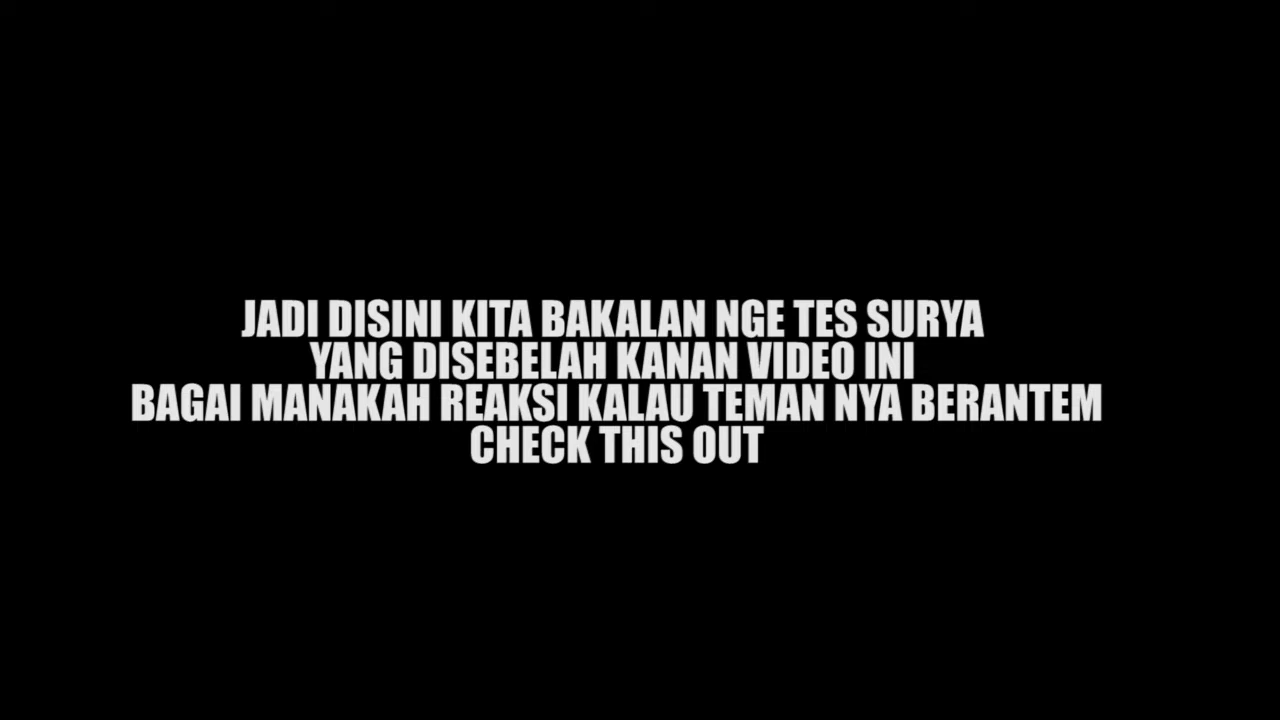 JADI DISINI KITA BAKALAN NGE TES SURYA
YANG DISEBELAH KANAN VIDEO INI
BAGAI MANAKAH REAKSI KALAU TEMAN NYA BERANTEM
CHECK THIS OUT